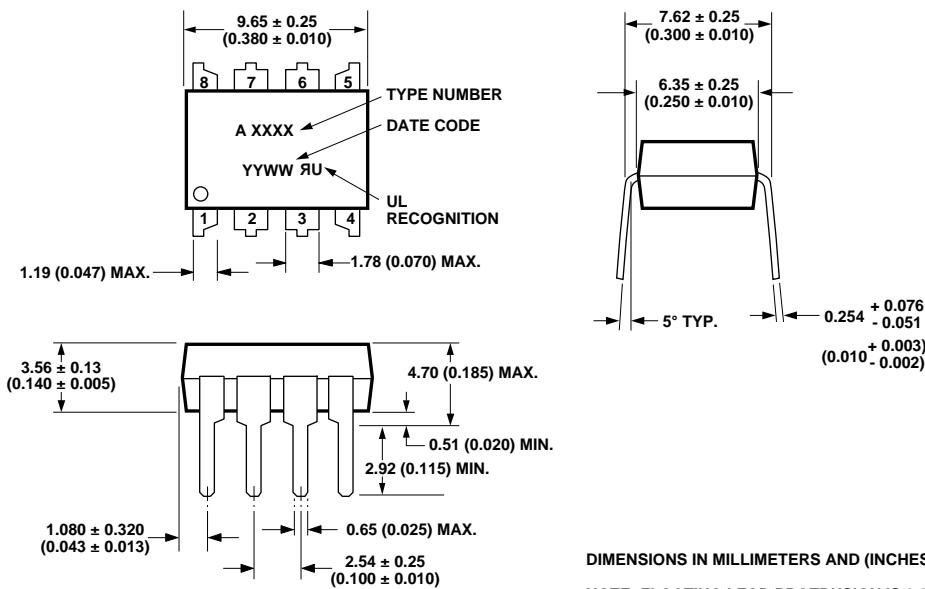 9.65 ± 0.25
(0.380 ± 0.010)
8 7 6 5
TYPE NUMBER
A XXXX
DATE CODE
YYWW ЯU
UL
RECOGNITION
1 2 3 4
1.19 (0.047) MAX.
1.78 (0.070) MAX.
7.62 ± 0.25
(0.300 ± 0.010)
6.35 ± 0.25
(0.250 ± 0.010)
5° TYP.
0.254 + 0.076
- 0.051
(0.010 + 0.003)
- 0.002)
3.56 ± 0.13
(0.140 ± 0.005)
4.70 (0.185) MAX.
0.51 (0.020) MIN.
2.92 (0.115) MIN.
1.080 ± 0.320
(0.043 ± 0.013)
0.65 (0.025) MAX.
2.54 ± 0.25
(0.100 ± 0.010)
DIMENSIONS IN MILLIMETERS AND (INCHES